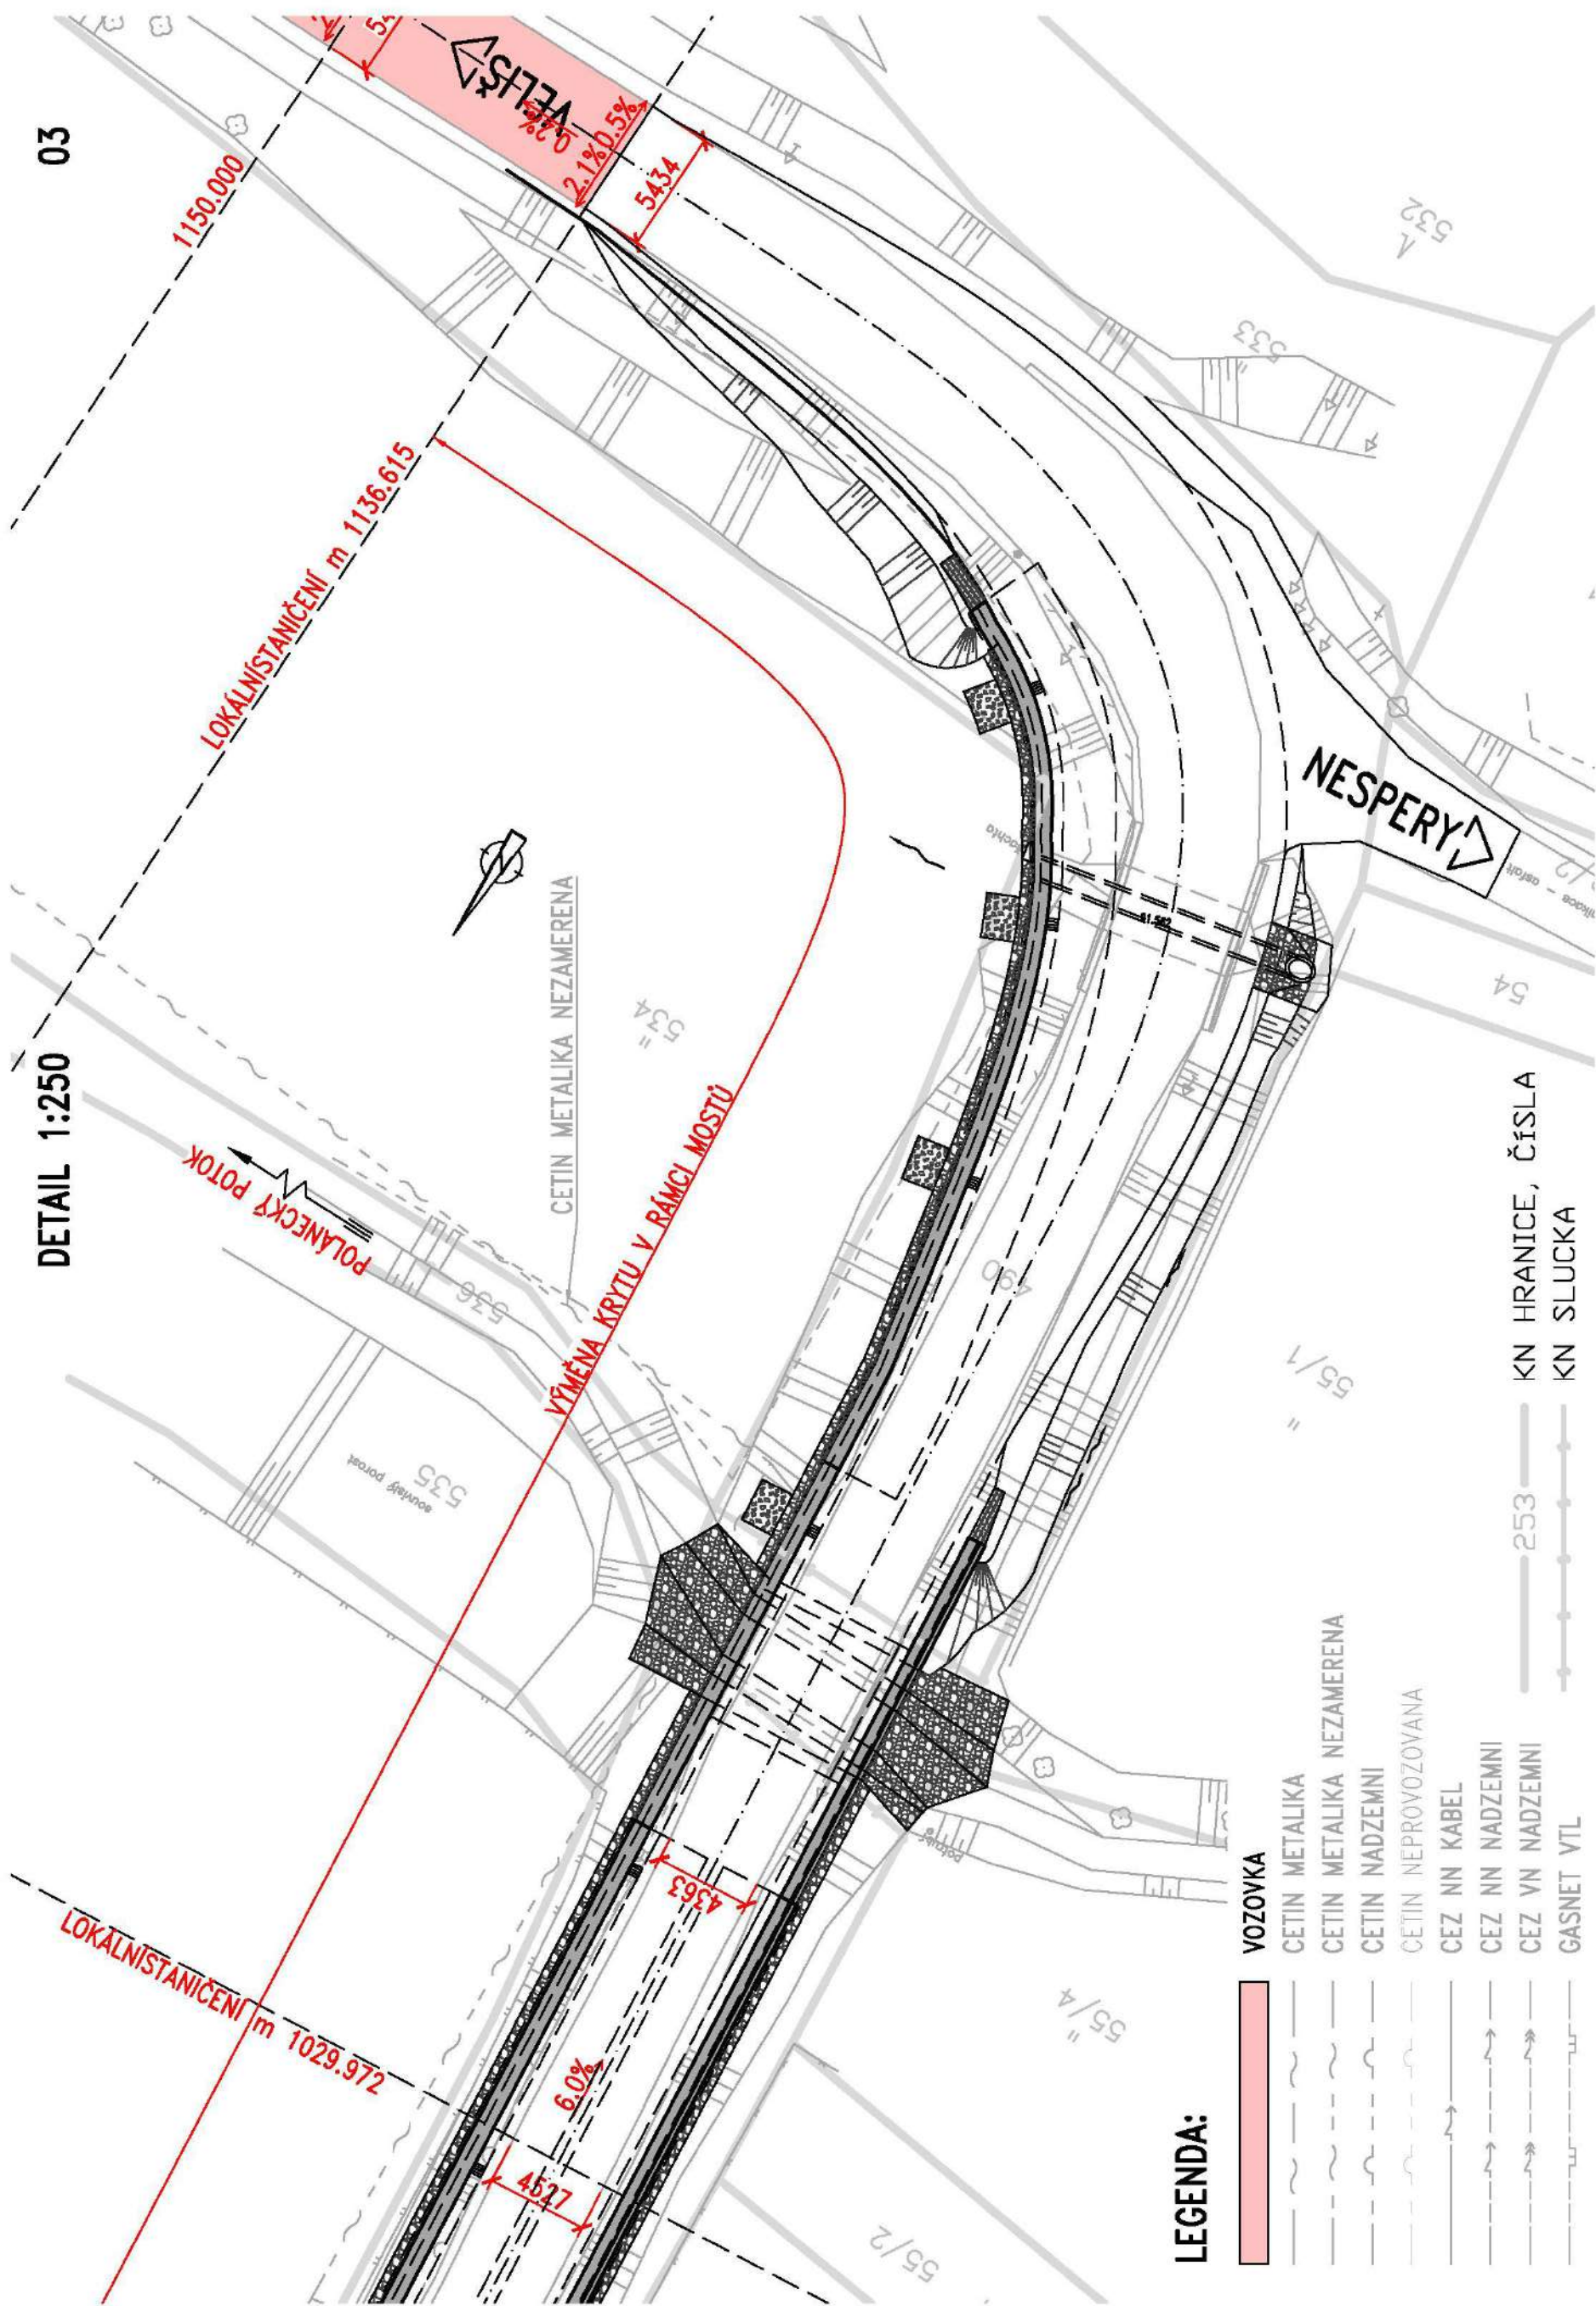 DETAIL 1:250
03
1150.000
LOKÁLNÍSTANIČENÍ m 1136.615
VELIŠ
0.2%
2.1%
0.5%
5434
532
533
"
POLÁNECKÝ POTOK
CETIN METALIKA NEZAMERENA
534
"
VÝMĚNA KRYTU V RÁMCI MOSTŮ
536
535
souvislý porost
490
NESPERY
asfalt
54
55/1
"
LOKÁLNÍSTANIČENÍ m 1029.972
4363
6.0%
4527
55/4
"
55/2
LEGENDA:
VOZOVKA
CETIN METALIKA
CETIN METALIKA NEZAMERENA
CETIN NADZEMNI
CETIN NEPROVOZOVANA
CEZ NN KABEL
CEZ NN NADZEMNI
CEZ VN NADZEMNI
GASNET VTL
253
KN HRANICE, ČíSLA
KN SLUCKA